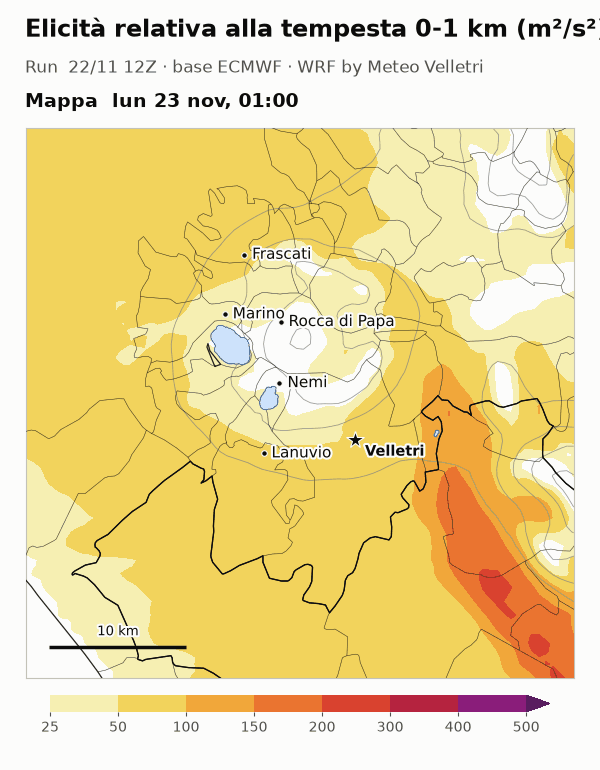 Elicità relativa alla tempesta 0-1 km (m²/s²)
Run 22/11 12Z · base ECMWF · WRF by Meteo Velletri
Mappa lun 23 nov, 01:00
Frascati
Marino
Rocca di Papa
Nemi
Velletri
Lanuvio
10 km
25 50 100 150 200 300 400 500